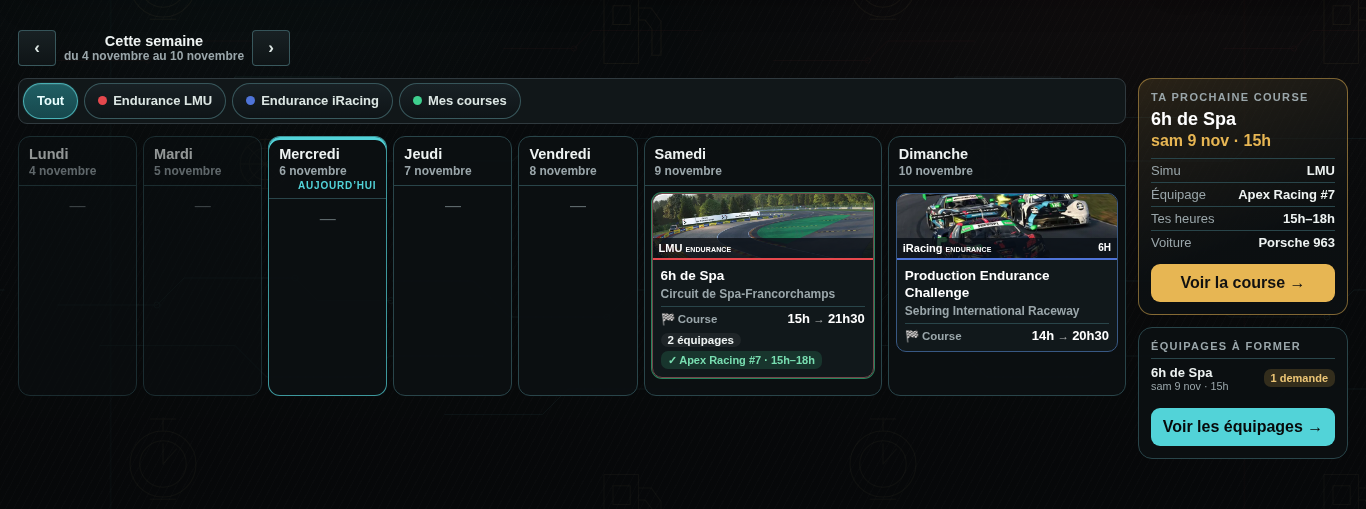 ‹
Cette semaine
du 4 novembre au 10 novembre
›
Tout
Endurance LMU
Endurance iRacing
Mes courses
Lundi
4 novembre
—
Mardi
5 novembre
—
Mercredi
6 novembre
AUJOURD'HUI
—
Jeudi
7 novembre
—
Vendredi
8 novembre
—
Samedi
9 novembre
LMU ENDURANCE
6h de Spa
Circuit de Spa-Francorchamps
🏁 Course 15h → 21h30
2 équipages
✓ Apex Racing #7 · 15h–18h
Dimanche
10 novembre
iRacing ENDURANCE 6H
Production Endurance
Challenge
Sebring International Raceway
🏁 Course 14h → 20h30
TA PROCHAINE COURSE
6h de Spa
sam 9 nov · 15h
Simu LMU
Équipage Apex Racing #7
Tes heures 15h–18h
Voiture Porsche 963
Voir la course →
ÉQUIPAGES À FORMER
6h de Spa
sam 9 nov · 15h
1 demande
Voir les équipages →